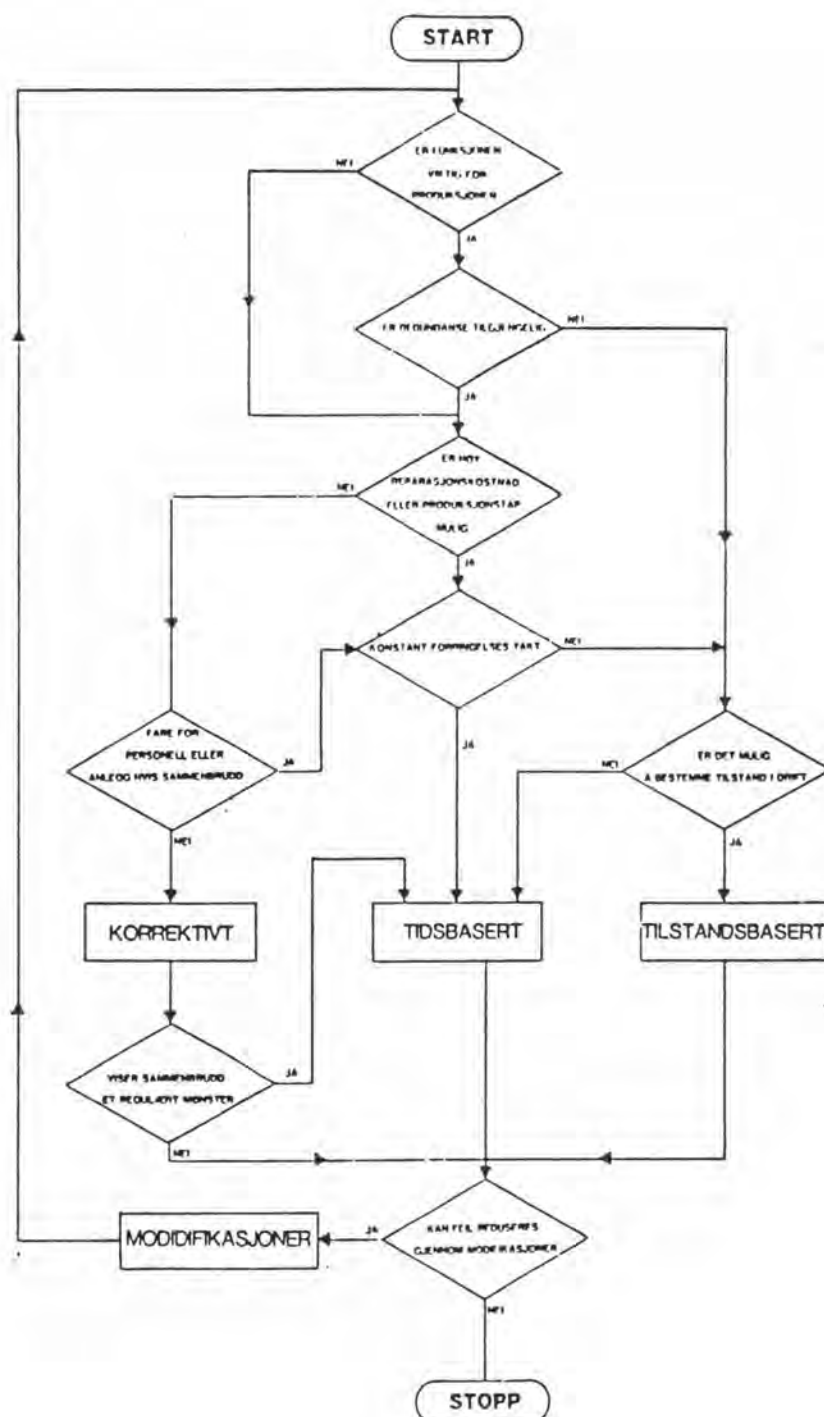 START
ER FUNKSJONEN
VIKTIG FOR
PRODUKSJONEN
NEI
JA
ER REDUNDANSE TILGJENGELIG
NEI
JA
ER HØY
REPARASJONSKOSTNAD
ELLER PRODUKSJONSTAP
MULIG
NEI
JA
KONSTANT FORRINGELSES TAKT
NEI
JA
FARE FOR
PERSONELL ELLER
ANLEGG HVIS SAMMENBRUDD
JA
NEI
ER DET MULIG
Å BESTEMME TILSTAND I DRIFT
NEI
JA
KORREKTIVT
TIDSBASERT
TILSTANDSBASERT
VISER SAMMENBRUDD
ET REGULÆRT MØNSTER
JA
NEI
KAN FEIL REDUSERES
GJENNOM MODIFIKASJONER
JA
NEI
MODIDIFIKASJONER
STOPP